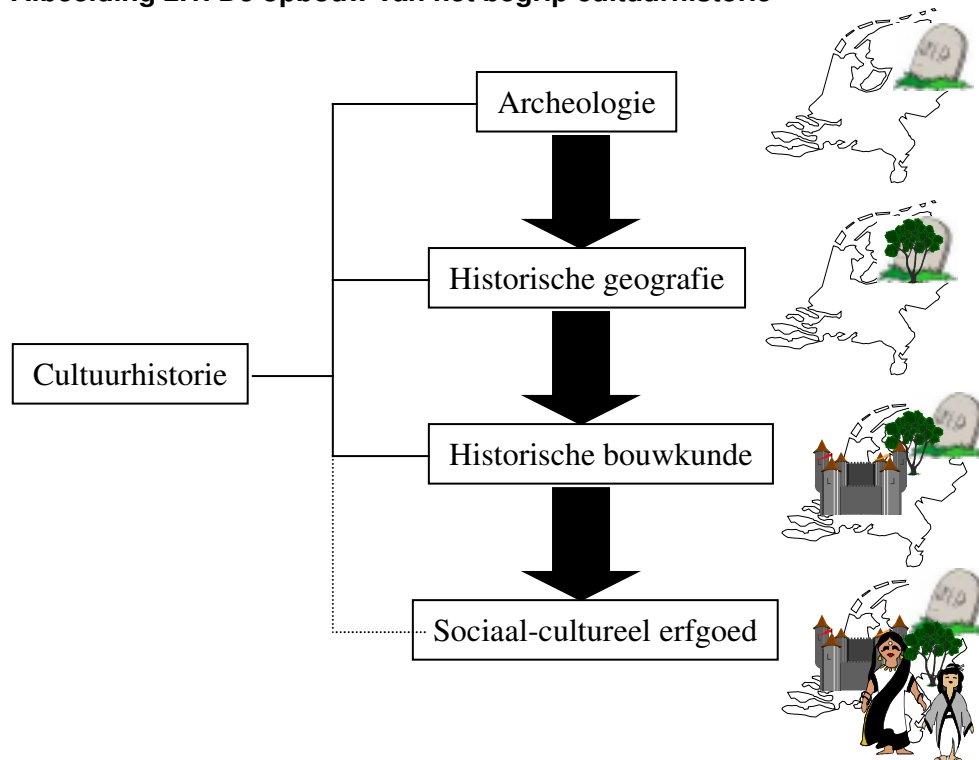 Archeologie
Historische geografie
Cultuurhistorie
Historische bouwkunde
Sociaal-cultureel erfgoed